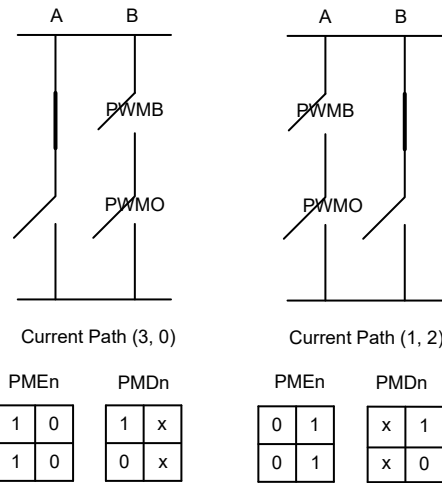 A B A B
PWMB PWMB
PWMO PWMO
Current Path (3, 0) Current Path (1, 2)
PMEn PMDn PMEn PMDn
1 0 1 x 0 1 x 1
1 0 0 x 0 1 x 0